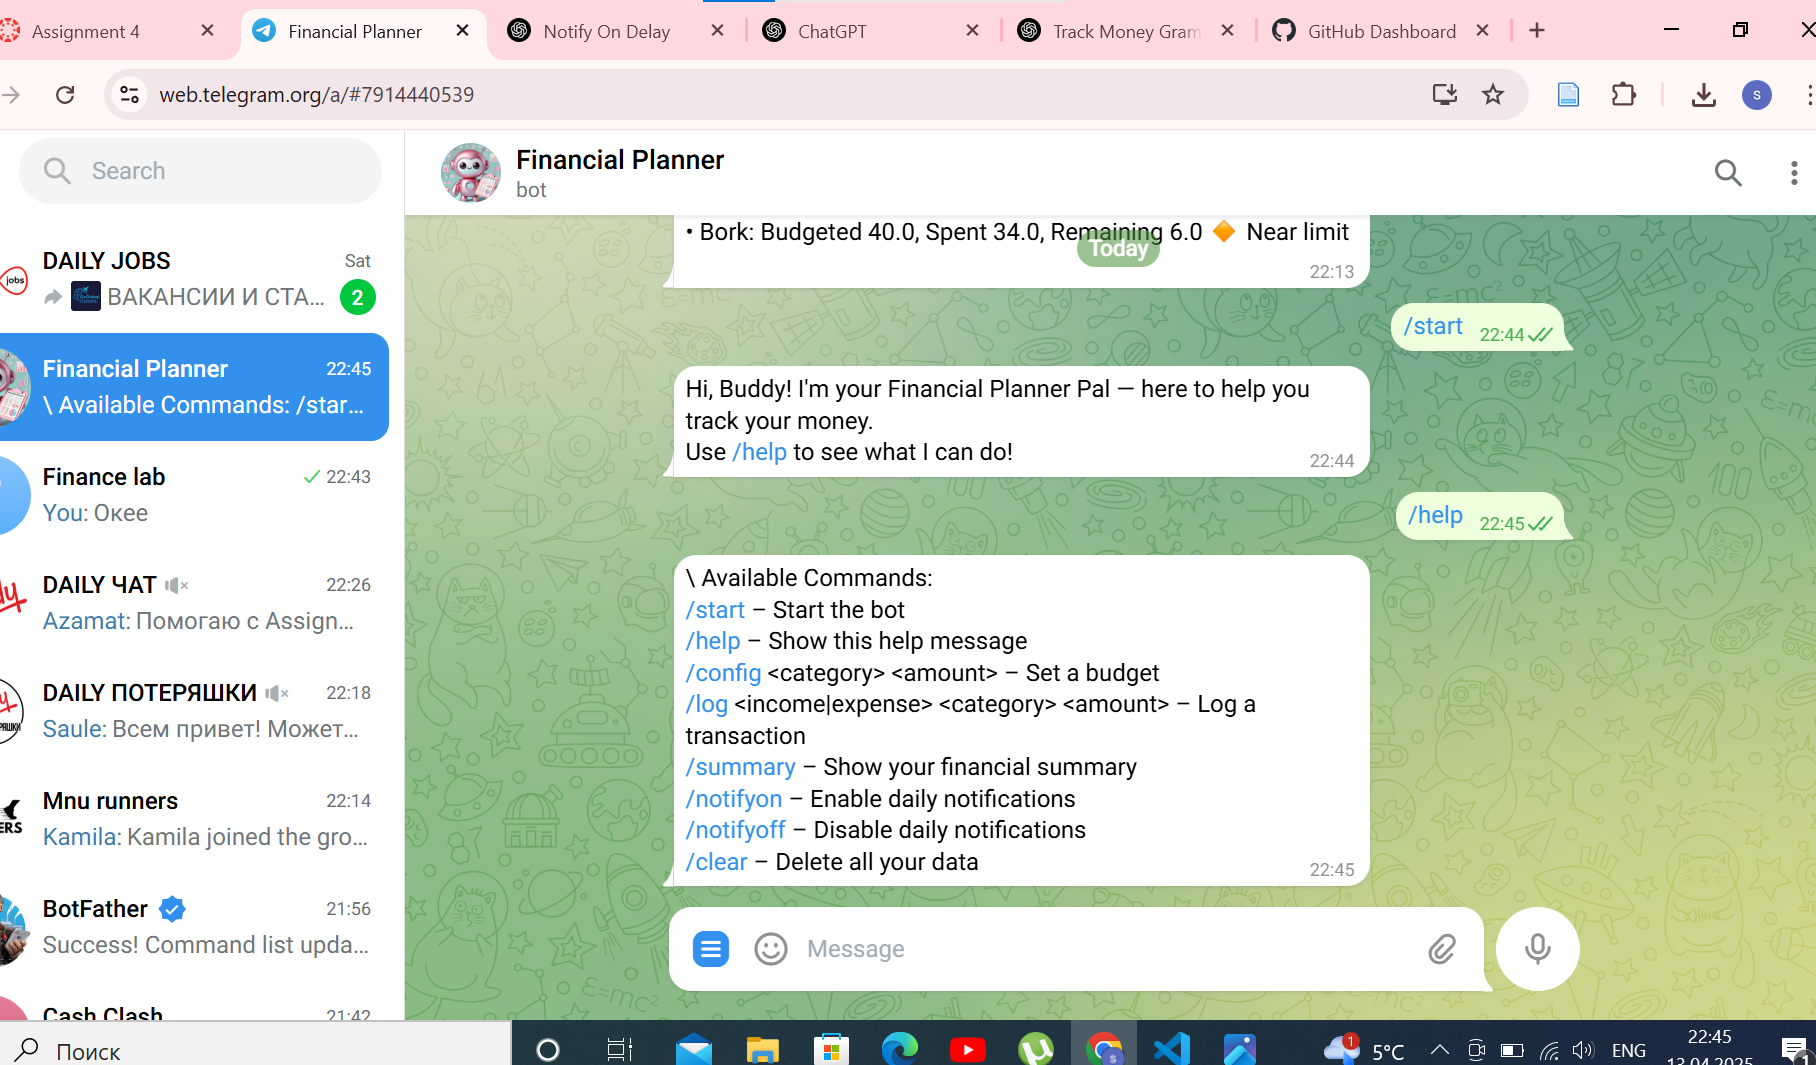 Assignment 4
Financial Planner
Notify On Delay
ChatGPT
Track Money Gram
GitHub Dashboard
web.telegram.org/a/#7914440539
s
Search
DAILY JOBS
Sat
jobs
ВАКАНСИИ И СТА...
2
Financial Planner
22:45
\ Available Commands: /star...
Finance lab
22:43
You: Окее
DAILY ЧАТ
22:26
Azamat: Помогаю с Assign...
DAILY ПОТЕРЯШКИ
22:18
Saule: Всем привет! Может...
Mnu runners
22:14
Kamila: Kamila joined the gro...
BotFather
21:56
Success! Command list upda...
Cash Clash
21:42
Financial Planner
bot
• Bork: Budgeted 40.0, Spent 34.0, Remaining 6.0 🔶 Near limit
22:13
Today
/start
22:44
Hi, Buddy! I'm your Financial Planner Pal — here to help you
track your money.
Use /help to see what I can do!
22:44
/help
22:45
\ Available Commands:
/start – Start the bot
/help – Show this help message
/config <category> <amount> – Set a budget
/log <income|expense> <category> <amount> – Log a
transaction
/summary – Show your financial summary
/notifyon – Enable daily notifications
/notifyoff – Disable daily notifications
/clear – Delete all your data
22:45
Message
Поиск
1
5°C
ENG
22:45
13.04.2025
1